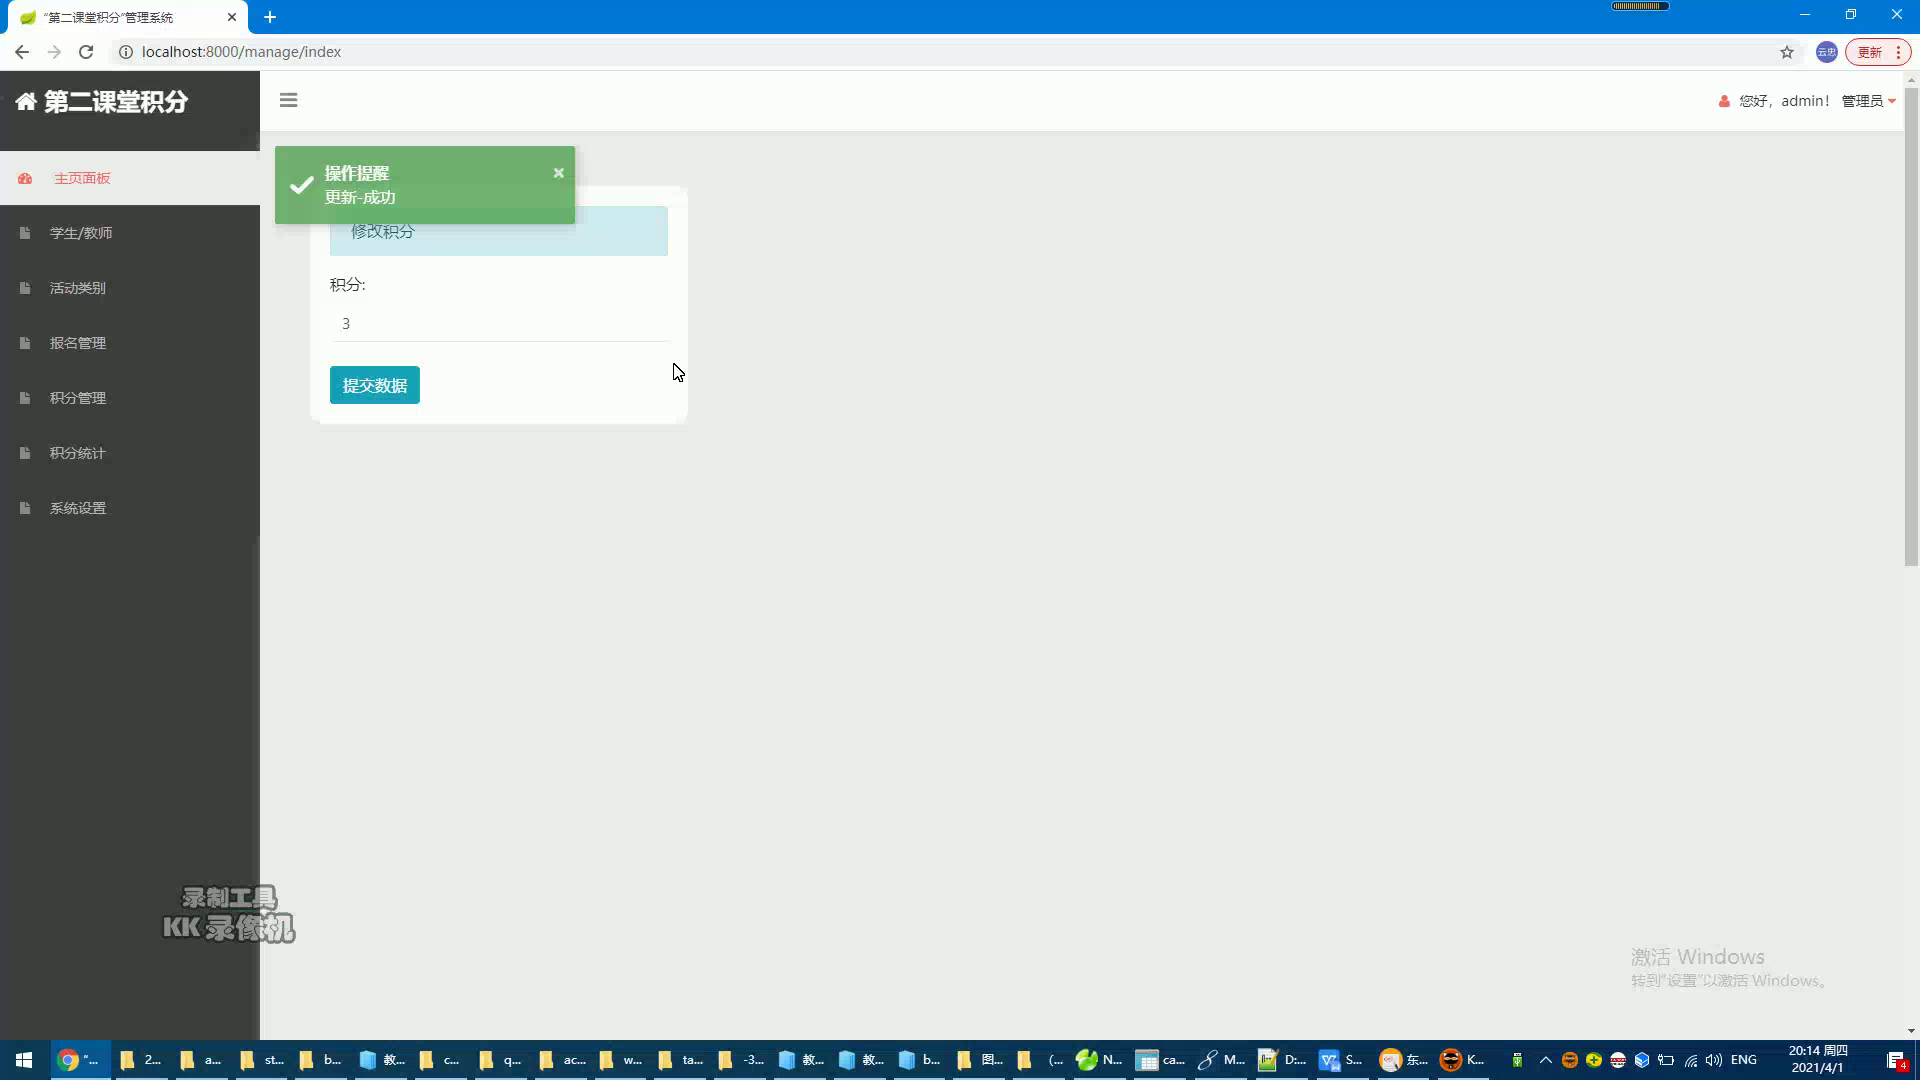 "第二课堂积分"管理系统
localhost:8000/manage/index
云忠
更新
第二课堂积分
您好，admin！ 管理员
主页面板
学生/教师
活动类别
报名管理
积分管理
积分统计
系统设置
操作提醒
更新-成功
修改积分
积分:
3
提交数据
录制工具
KK 录像机
激活 Windows
转到"设置"以激活 Windows。
"... 2... a... st... b... 教... c... q... ac... w... ta... -3... 教... 教... b... 图... (... N... ca... M... D:... S... 东... K... ENG
20:14 周四
2021/4/1
4